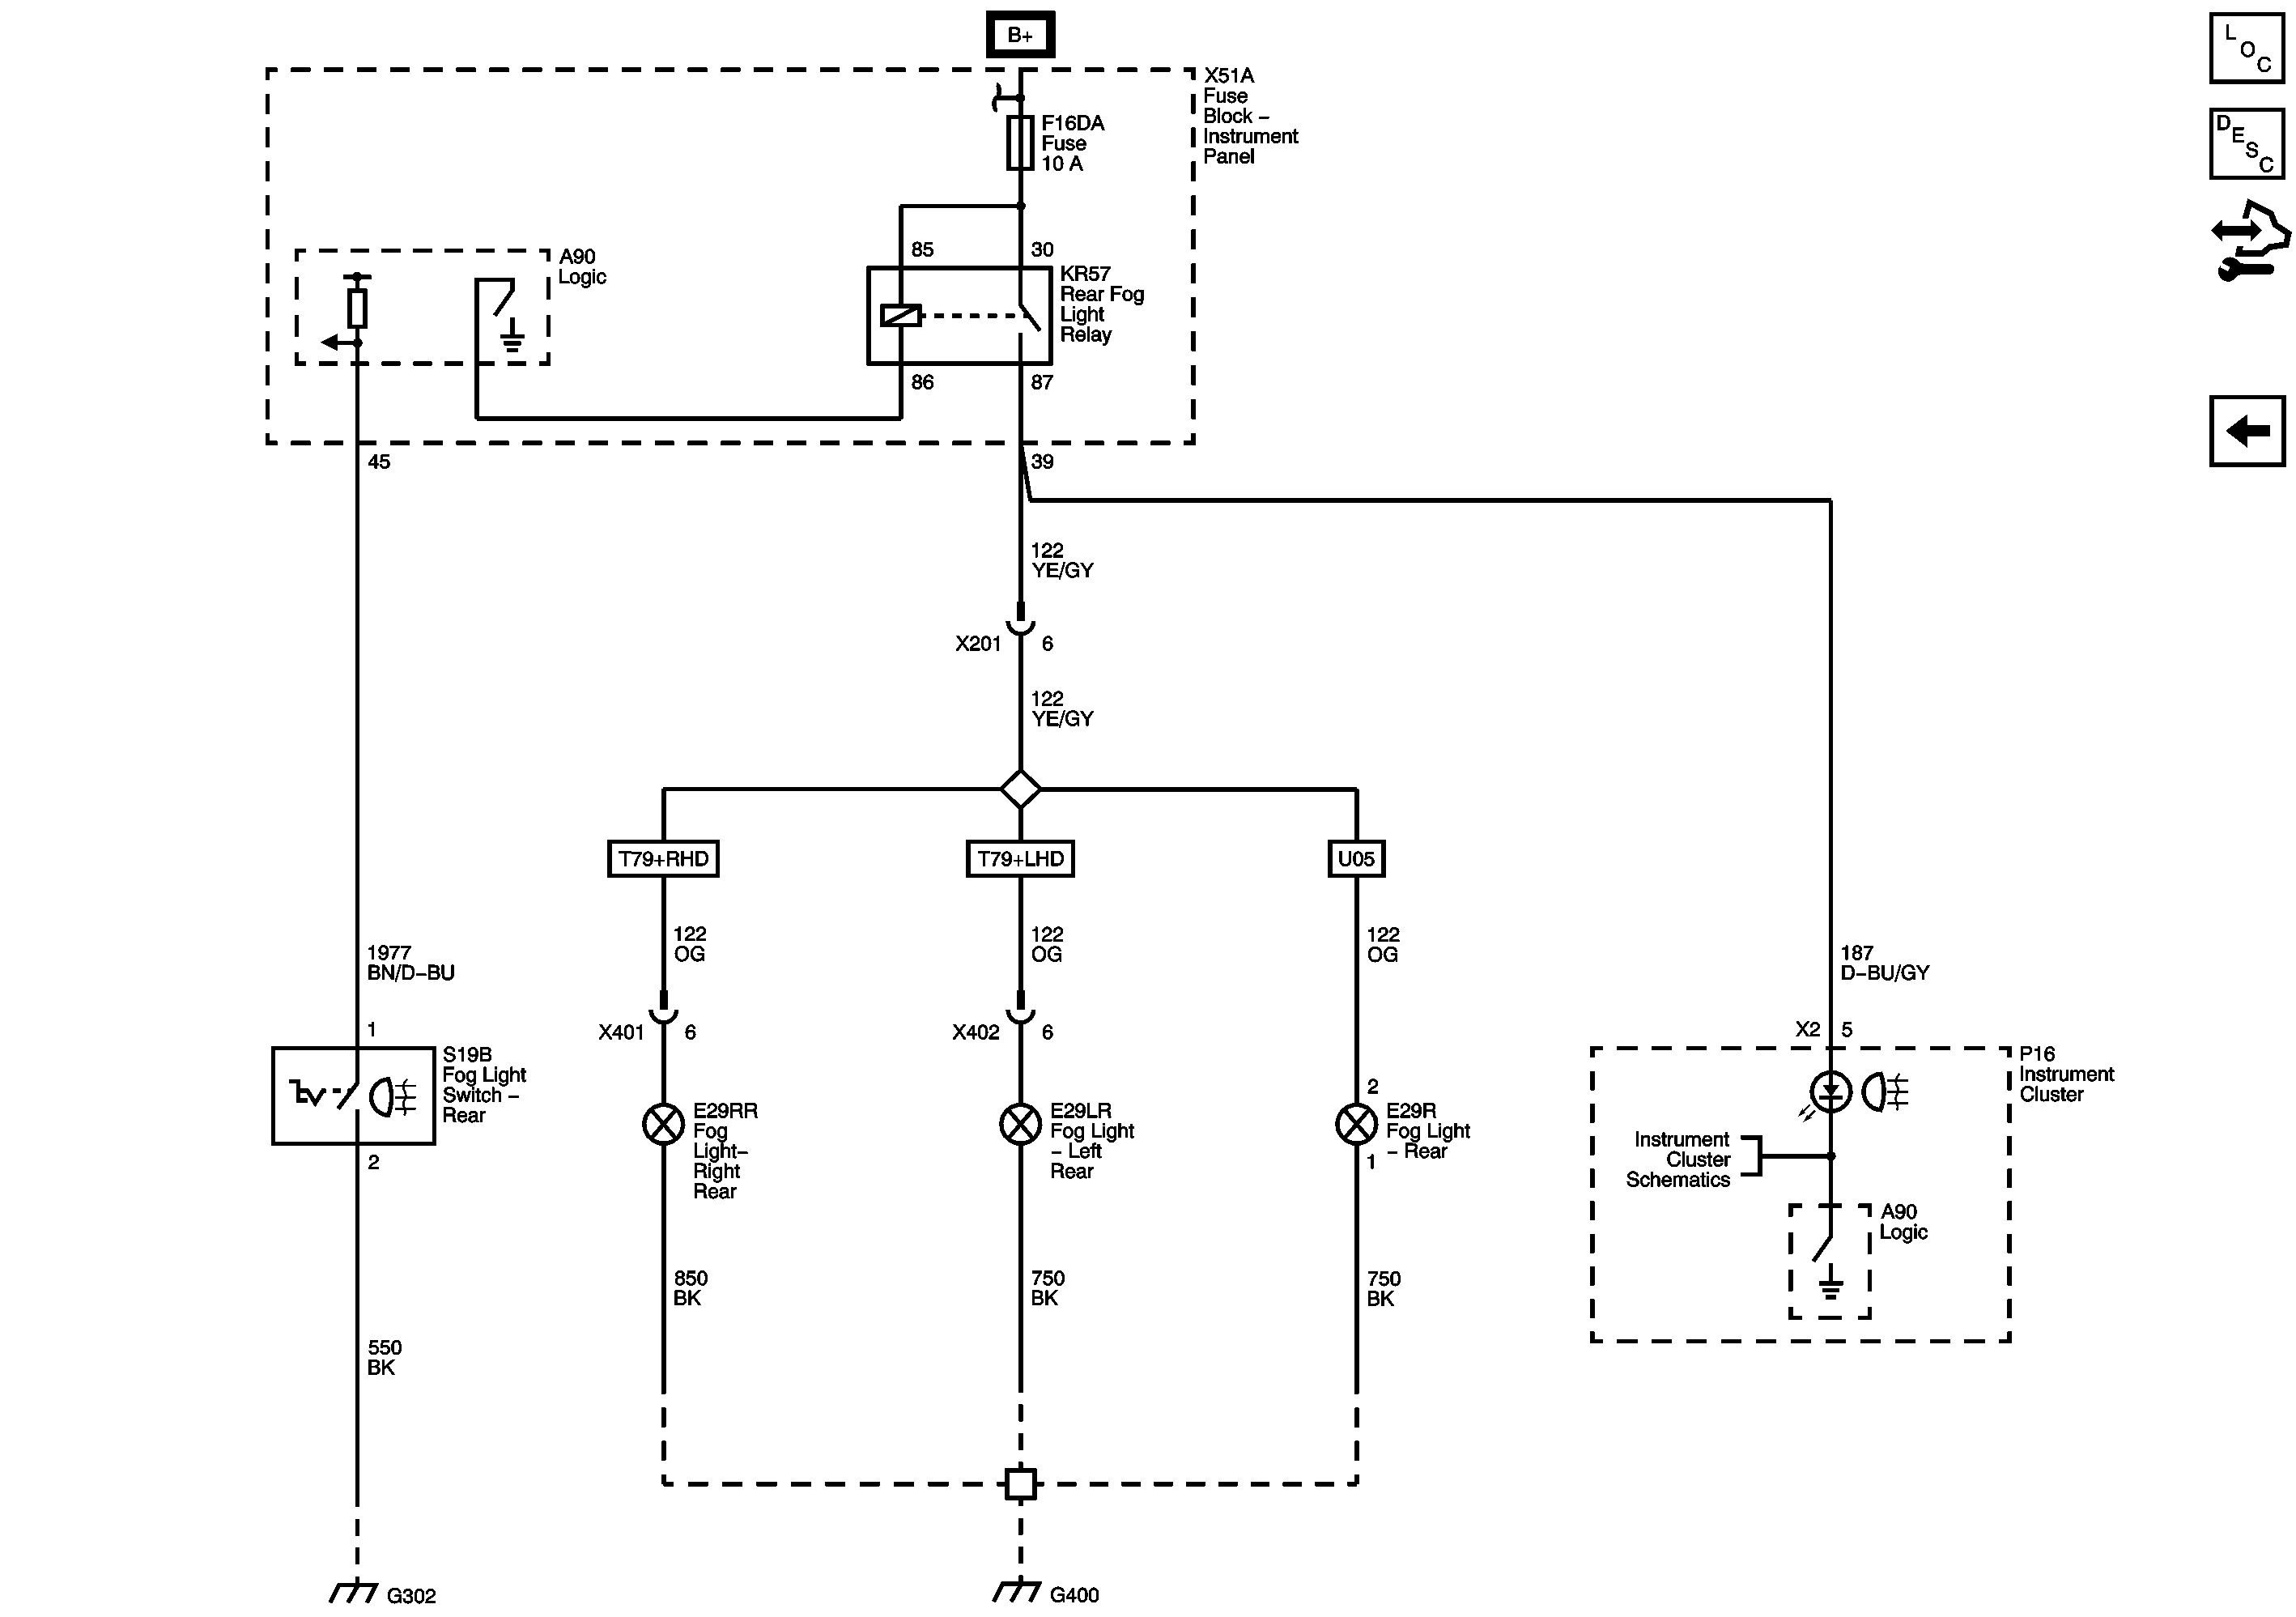 B+
X51A
Fuse
Block –
Instrument
Panel
F16DA
Fuse
10 A
A90
Logic
85
30
KR57
Rear Fog
Light
Relay
86
87
45
39
122
YE/GY
X201
6
122
YE/GY
T79+RHD
T79+LHD
U05
122
OG
122
OG
122
OG
1977
BN/D–BU
187
D–BU/GY
X401
6
X402
6
X2
5
1
S19B
Fog Light
Switch –
Rear
2
E29RR
Fog
Light–
Right
Rear
E29LR
Fog Light
– Left
Rear
2
E29R
Fog Light
– Rear
1
P16
Instrument
Cluster
Instrument
Cluster
Schematics
A90
Logic
850
BK
750
BK
750
BK
550
BK
G302
G400
LOC
DESC